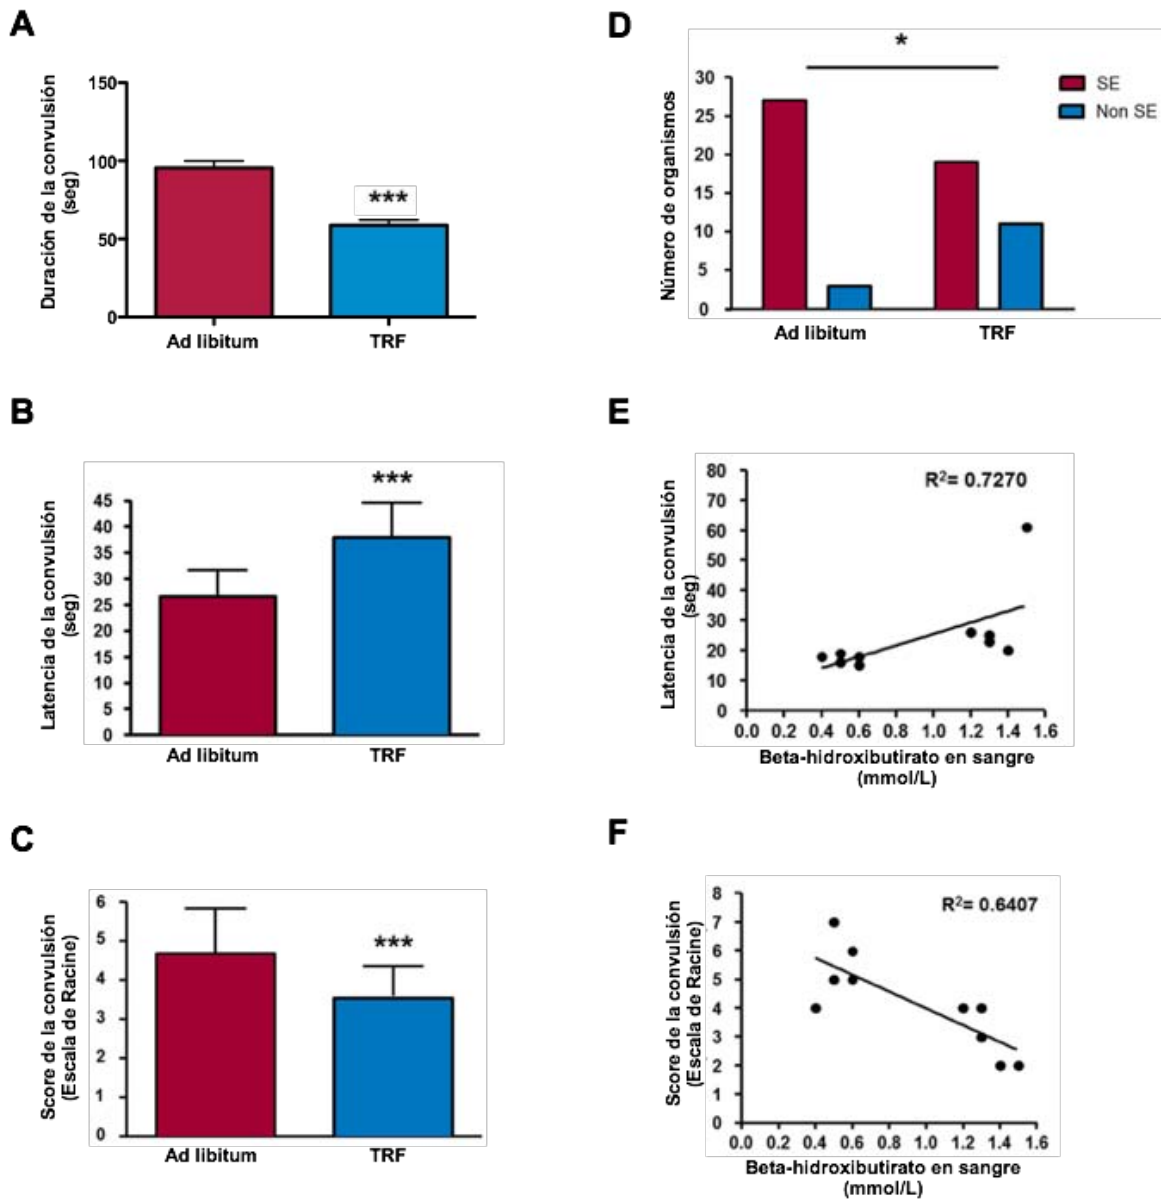 A
Duración de la convulsión
(seg)
150
100
50
0
***
Ad libitum
TRF
B
Latencia de la convulsión
(seg)
45
40
35
30
25
20
15
10
5
0
***
Ad libitum
TRF
C
Score de la convulsión
(Escala de Racine)
6
5
4
3
2
1
0
***
Ad libitum
TRF
D
Número de organismos
30
25
20
15
10
5
0
*
SE
Non SE
Ad libitum
TRF
E
Latencia de la convulsión
(seg)
80
70
60
50
40
30
20
10
0
R²= 0.7270
0.0 0.2 0.4 0.6 0.8 1.0 1.2 1.4 1.6
Beta-hidroxibutirato en sangre
(mmol/L)
F
Score de la convulsión
(Escala de Racine)
8
7
6
5
4
3
2
1
0
R²= 0.6407
0.0 0.2 0.4 0.6 0.8 1.0 1.2 1.4 1.6
Beta-hidroxibutirato en sangre
(mmol/L)